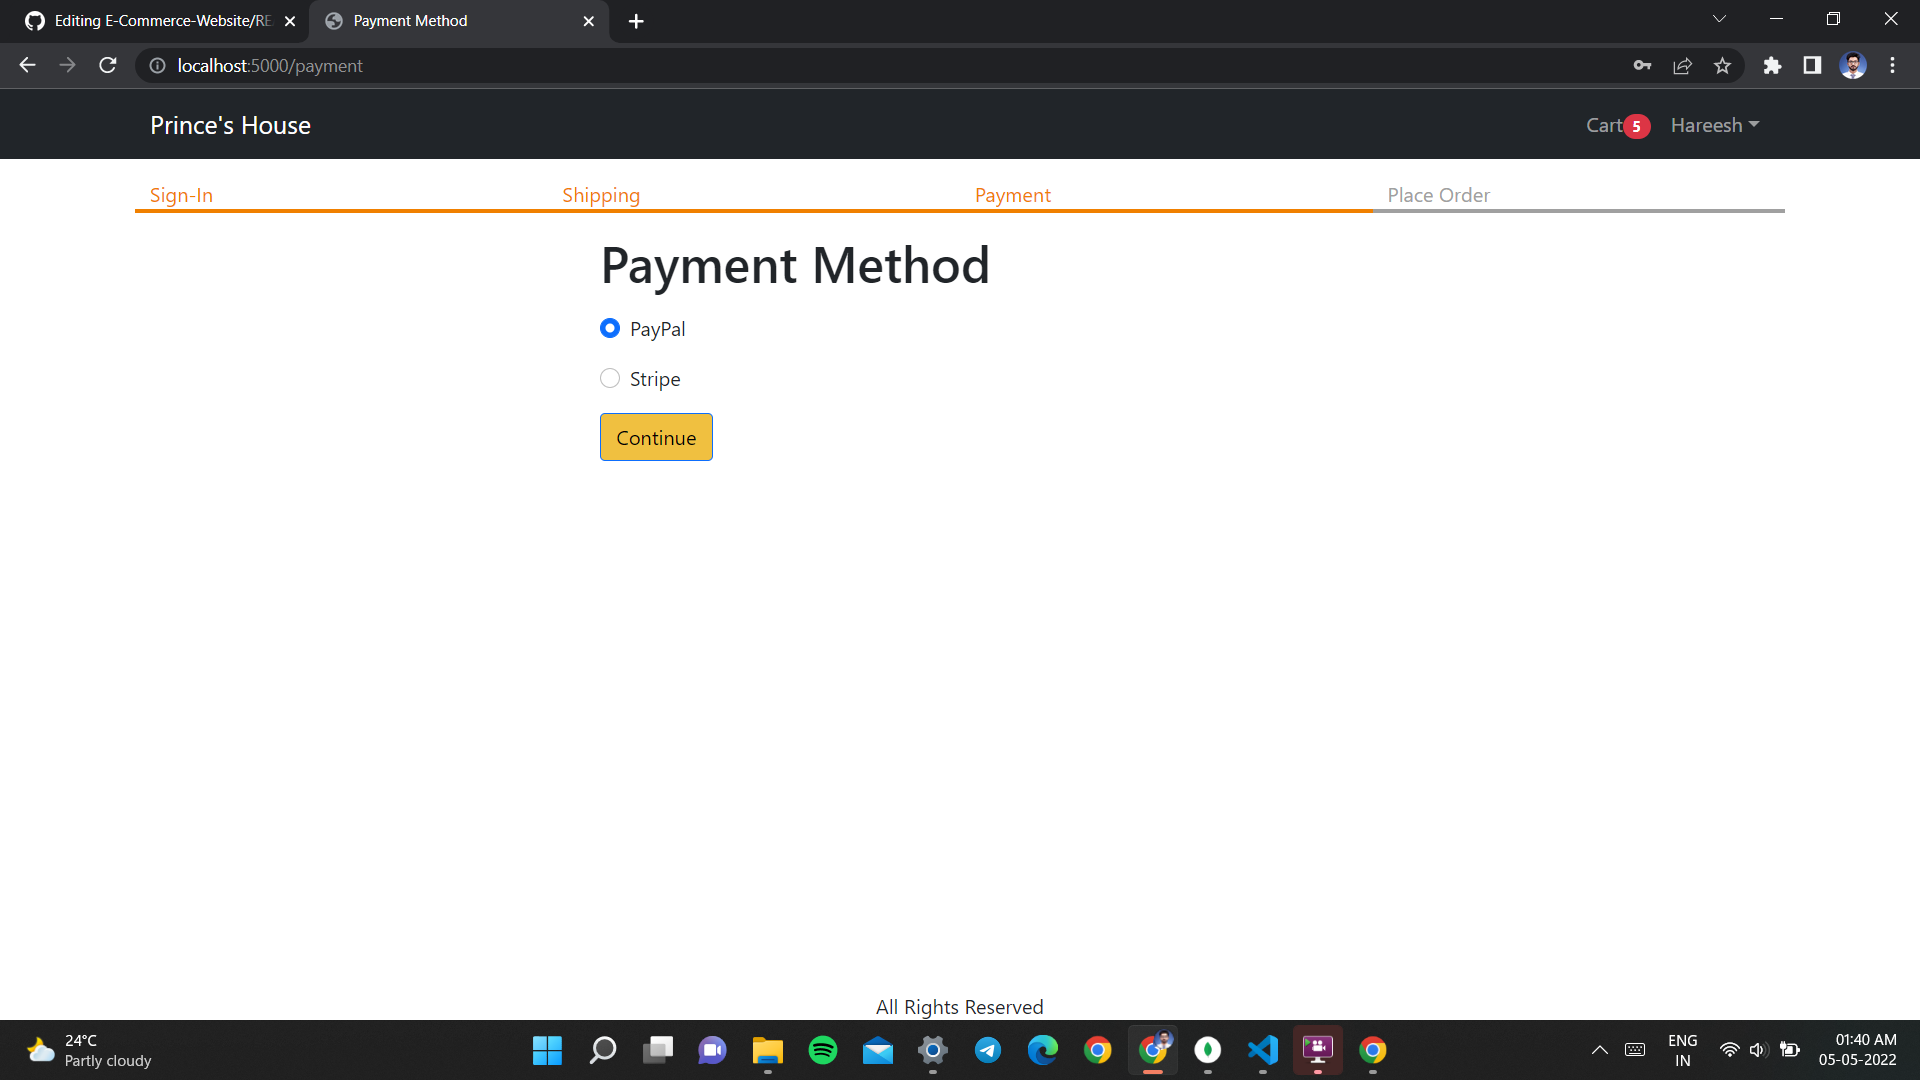 Editing E-Commerce-Website/RE
Payment Method
localhost:5000/payment
Prince's House
Cart 5
Hareesh
Sign-In
Shipping
Payment
Place Order
Payment Method
PayPal
Stripe
Continue
All Rights Reserved
24°C
Partly cloudy
ENG
IN
01:40 AM
05-05-2022